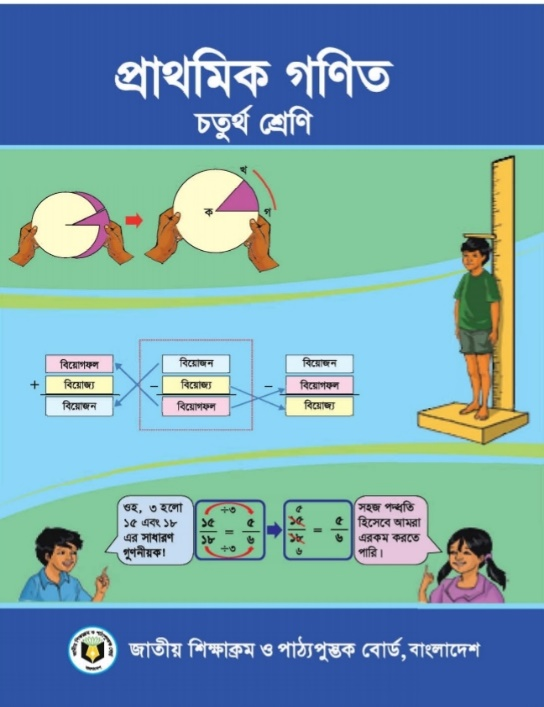 প্রাথমিক গণিত
চতুর্থ শ্রেণি
খ
ক
গ
বিয়োগফল
+ বিয়োজ্য
বিয়োজন
বিয়োজন
− বিয়োজ্য
বিয়োগফল
বিয়োজন
− বিয়োগফল
বিয়োজ্য
ওহ, ৩ হলো
১৫ এবং ১৮
এর সাধারণ
গুণনীয়ক!
÷৩
১৫ = ৫
১৮ ৬
÷৩
৫
১৫ = ৫
১৮ ৬
৬
সহজ পদ্ধতি
হিসেবে আমরা
এরকম করতে
পারি।
জাতীয় শিক্ষাক্রম ও পাঠ্যপুস্তক বোর্ড, বাংলাদেশ